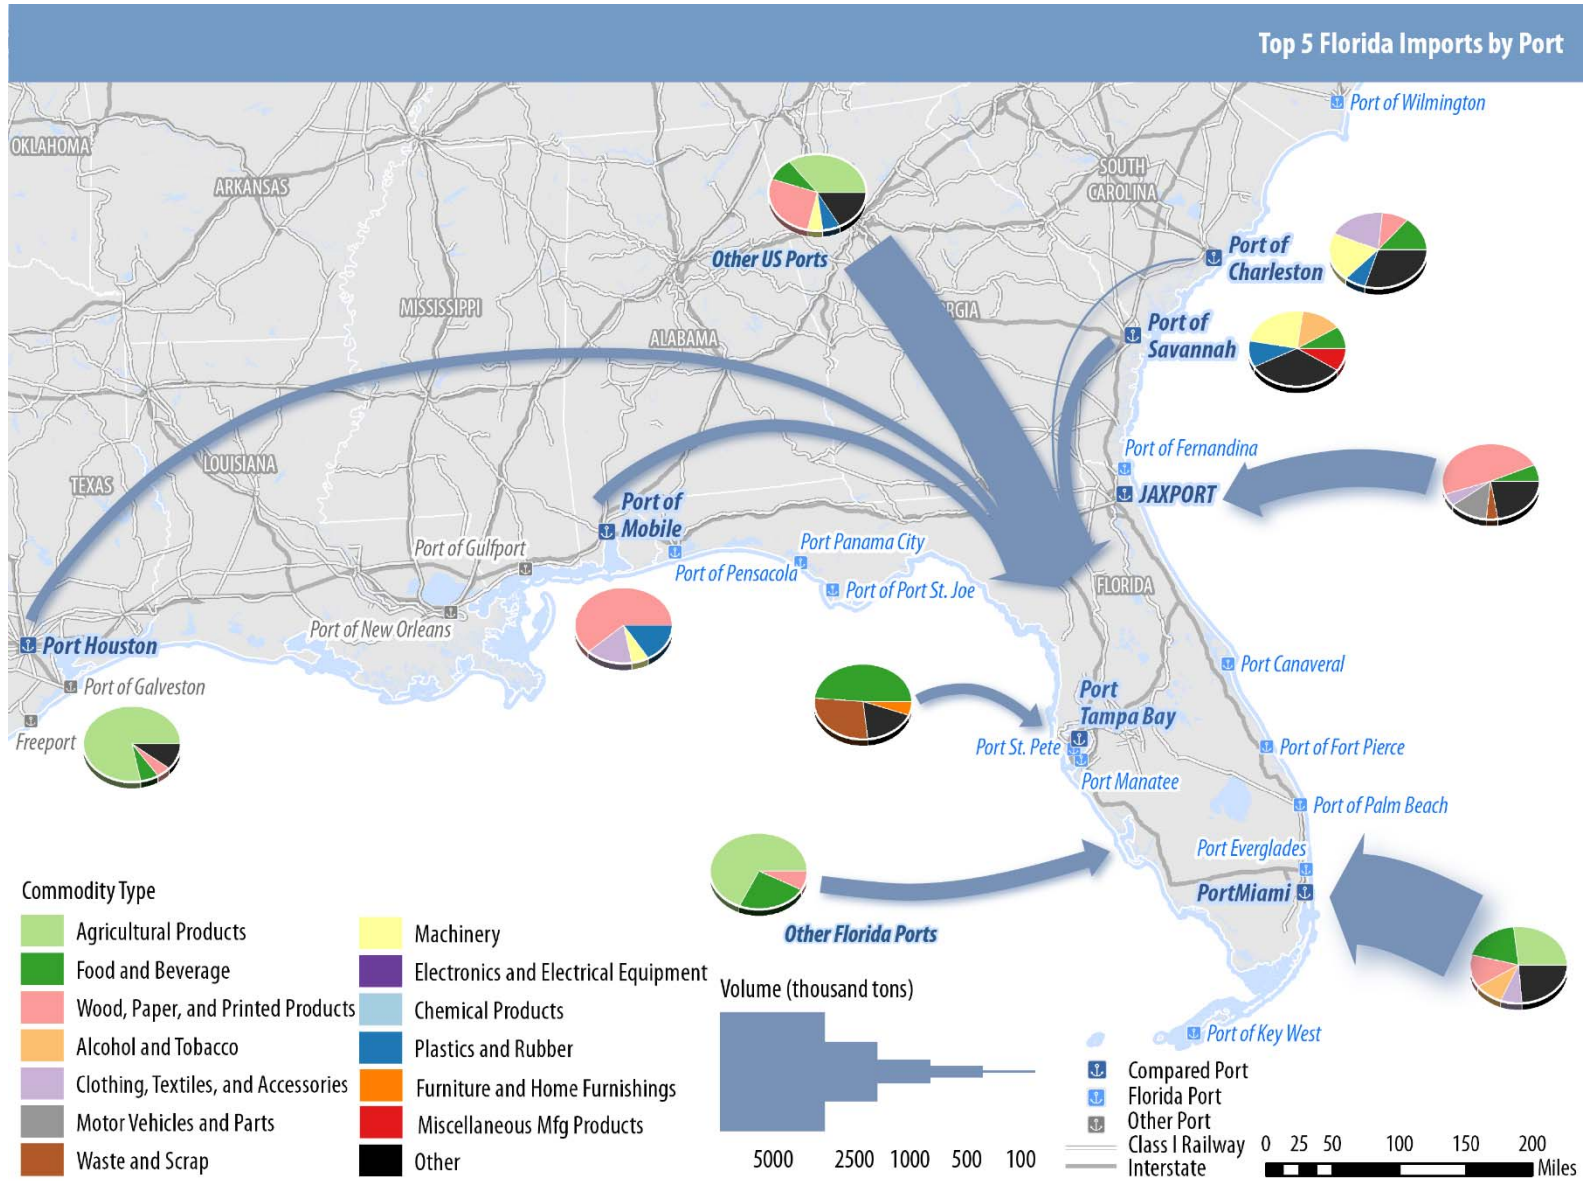 Top 5 Florida Imports by Port
Port of Wilmington
OKLAHOMA
ARKANSAS
SOUTH
CAROLINA
Other US Ports
Port of
Charleston
MISSISSIPPI
ALABAMA
RGIA
Port of
Savannah
LOUISIANA
TEXAS
Port of Fernandina
JAXPORT
Port of
Mobile
Port of Gulfport
Port of Pensacola
Port Panama City
Port of Port St. Joe
FLORIDA
Port of New Orleans
Port Houston
Port of Galveston
Freeport
Port Canaveral
Port
Tampa Bay
Port St. Pete
Port Manatee
Port of Fort Pierce
Port of Palm Beach
Port Everglades
PortMiami
Other Florida Ports
Port of Key West
Commodity Type
Agricultural Products
Food and Beverage
Wood, Paper, and Printed Products
Alcohol and Tobacco
Clothing, Textiles, and Accessories
Motor Vehicles and Parts
Waste and Scrap
Machinery
Electronics and Electrical Equipment
Chemical Products
Plastics and Rubber
Furniture and Home Furnishings
Miscellaneous Mfg Products
Other
Volume (thousand tons)
5000 2500 1000 500 100
Compared Port
Florida Port
Other Port
Class I Railway
Interstate
0 25 50 100 150 200
Miles